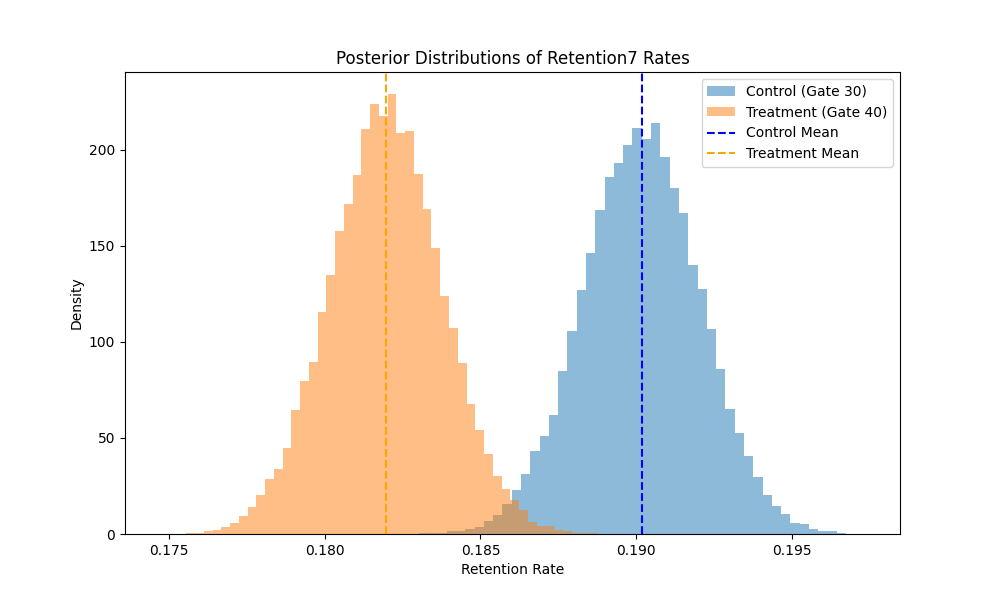 Posterior Distributions of Retention7 Rates
Control (Gate 30)
Treatment (Gate 40)
Control Mean
Treatment Mean
Density
200
150
100
50
0
0.175 0.180 0.185 0.190 0.195
Retention Rate